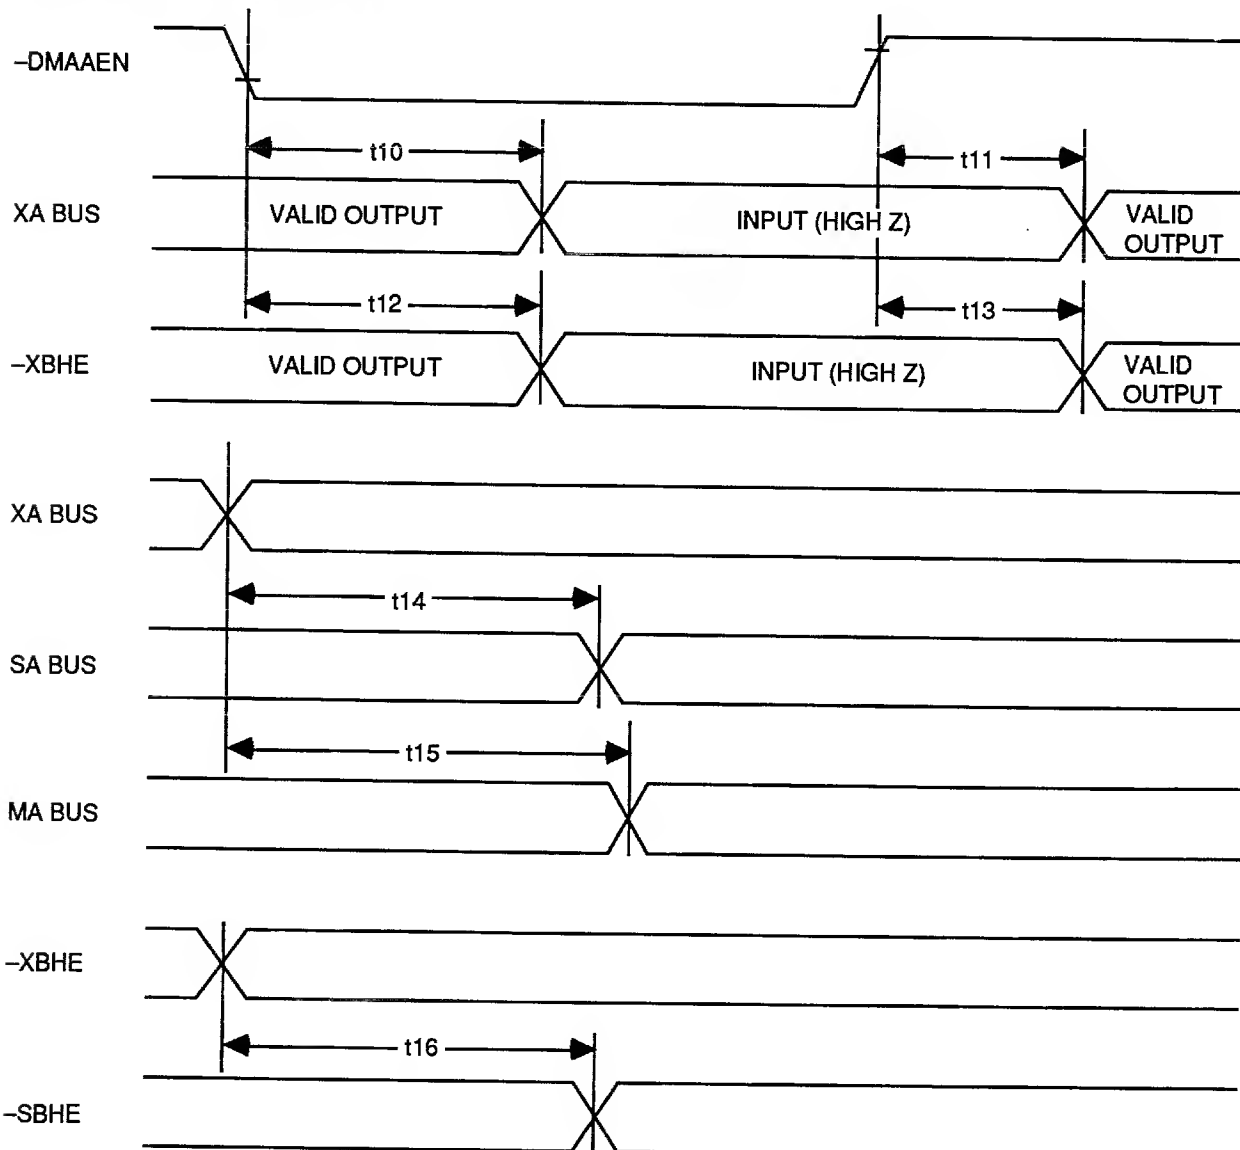 –DMAAEN
t10
t11
XA BUS
VALID OUTPUT
INPUT (HIGH Z)
VALID
OUTPUT
t12
t13
–XBHE
VALID OUTPUT
INPUT (HIGH Z)
VALID
OUTPUT
XA BUS
t14
SA BUS
t15
MA BUS
–XBHE
t16
–SBHE